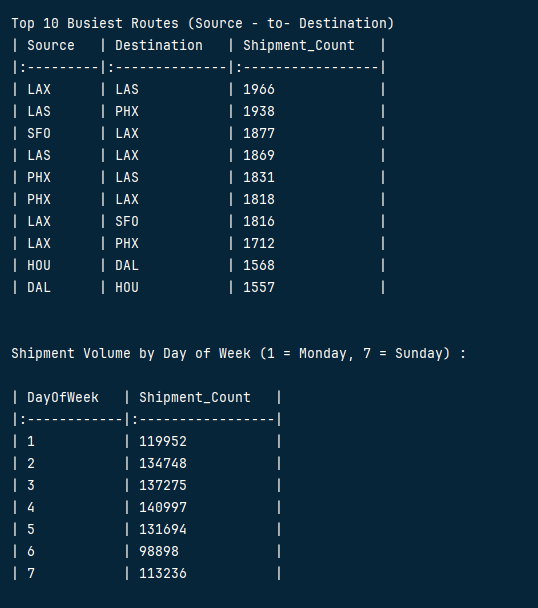 Top 10 Busiest Routes (Source - to- Destination)
| Source   | Destination   | Shipment_Count   |
|:---------|:--------------|:-----------------|
| LAX      | LAS           | 1966             |
| LAS      | PHX           | 1938             |
| SFO      | LAX           | 1877             |
| LAS      | LAX           | 1869             |
| PHX      | LAS           | 1831             |
| PHX      | LAX           | 1818             |
| LAX      | SFO           | 1816             |
| LAX      | PHX           | 1712             |
| HOU      | DAL           | 1568             |
| DAL      | HOU           | 1557             |
Shipment Volume by Day of Week (1 = Monday, 7 = Sunday) :
| DayOfWeek   | Shipment_Count   |
|:------------|:-----------------|
| 1           | 119952           |
| 2           | 134748           |
| 3           | 137275           |
| 4           | 140997           |
| 5           | 131694           |
| 6           | 98898            |
| 7           | 113236           |